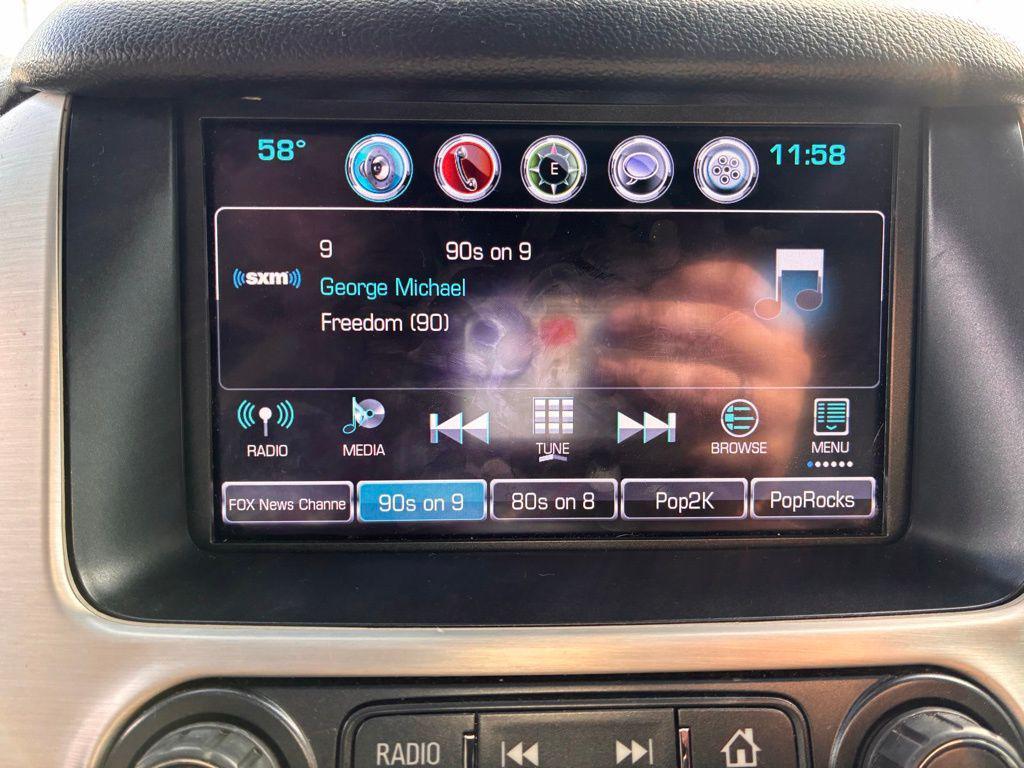 58°
E
11:58
9 90s on 9
sxm
George Michael
Freedom (90)
RADIO MEDIA TUNE BROWSE MENU
FOX News Channe 90s on 9 80s on 8 Pop2K PopRocks
RADIO